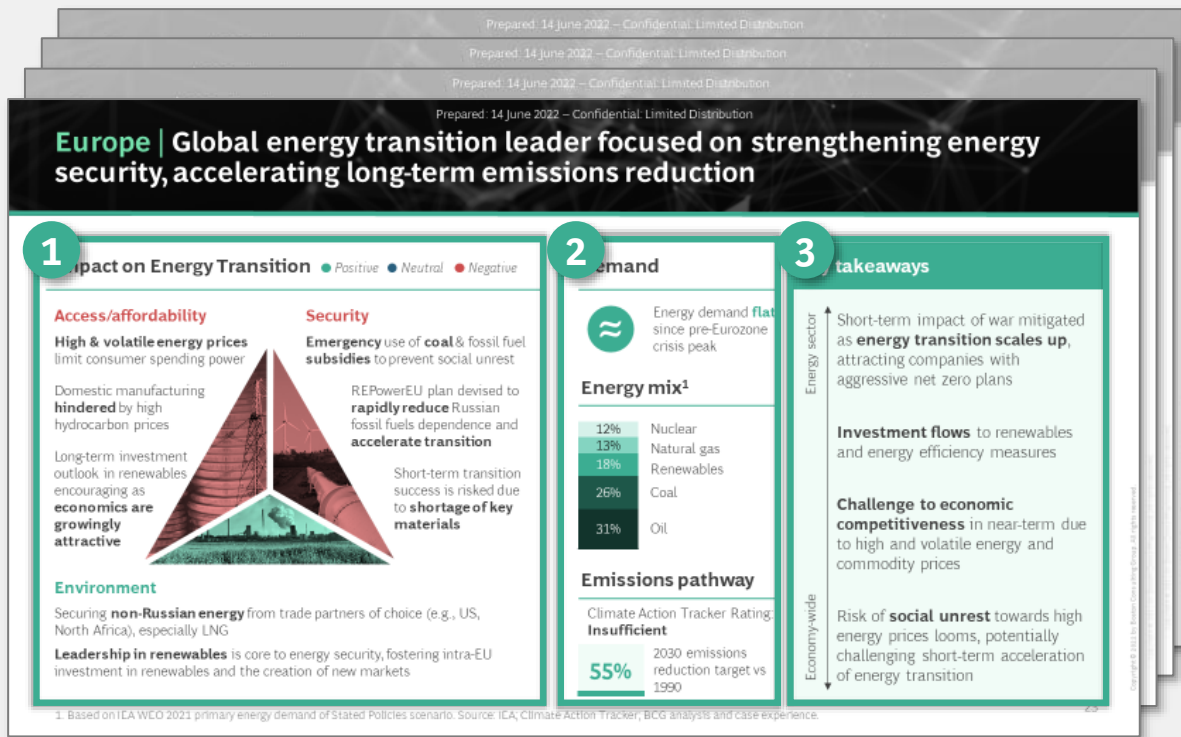 Prepared: 14 June 2022 – Confidential: Limited Distribution
Prepared: 14 June 2022 – Confidential: Limited Distribution
Prepared: 14 June 2022 – Confidential: Limited Distribution
Prepared: 14 June 2022 – Confidential: Limited Distribution
Europe | Global energy transition leader focused on strengthening energy
security, accelerating long-term emissions reduction
1
mpact on Energy Transition
Positive
Neutral
Negative
Access/affordability
High & volatile energy prices
limit consumer spending power
Domestic manufacturing
hindered by high
hydrocarbon prices
Long-term investment
outlook in renewables
encouraging as
economics are
growingly
attractive
Security
Emergency use of coal & fossil fuel
subsidies to prevent social unrest
REPowerEU plan devised to
rapidly reduce Russian
fossil fuels dependence and
accelerate transition
Short-term transition
success is risked due
to shortage of key
materials
Environment
Securing non-Russian energy from trade partners of choice (e.g., US,
North Africa), especially LNG
Leadership in renewables is core to energy security, fostering intra-EU
investment in renewables and the creation of new markets
2
emand
Energy demand flat
since pre-Eurozone
crisis peak
Energy mix¹
12% Nuclear
13% Natural gas
18% Renewables
26% Coal
31% Oil
Emissions pathway
Climate Action Tracker Rating:
Insufficient
55%
2030 emissions
reduction target vs
1990
3
takeaways
Energy sector
Short-term impact of war mitigated
as energy transition scales up,
attracting companies with
aggressive net zero plans
Investment flows to renewables
and energy efficiency measures
Challenge to economic
competitiveness in near-term due
to high and volatile energy and
commodity prices
Economy-wide
Risk of social unrest towards high
energy prices looms, potentially
challenging short-term acceleration
of energy transition
1. Based on IEA WEO 2021 primary energy demand of Stated Policies scenario. Source: IEA; Climate Action Tracker; BCG analysis and case experience.
Copyright © 2022 by Boston Consulting Group. All rights reserved.